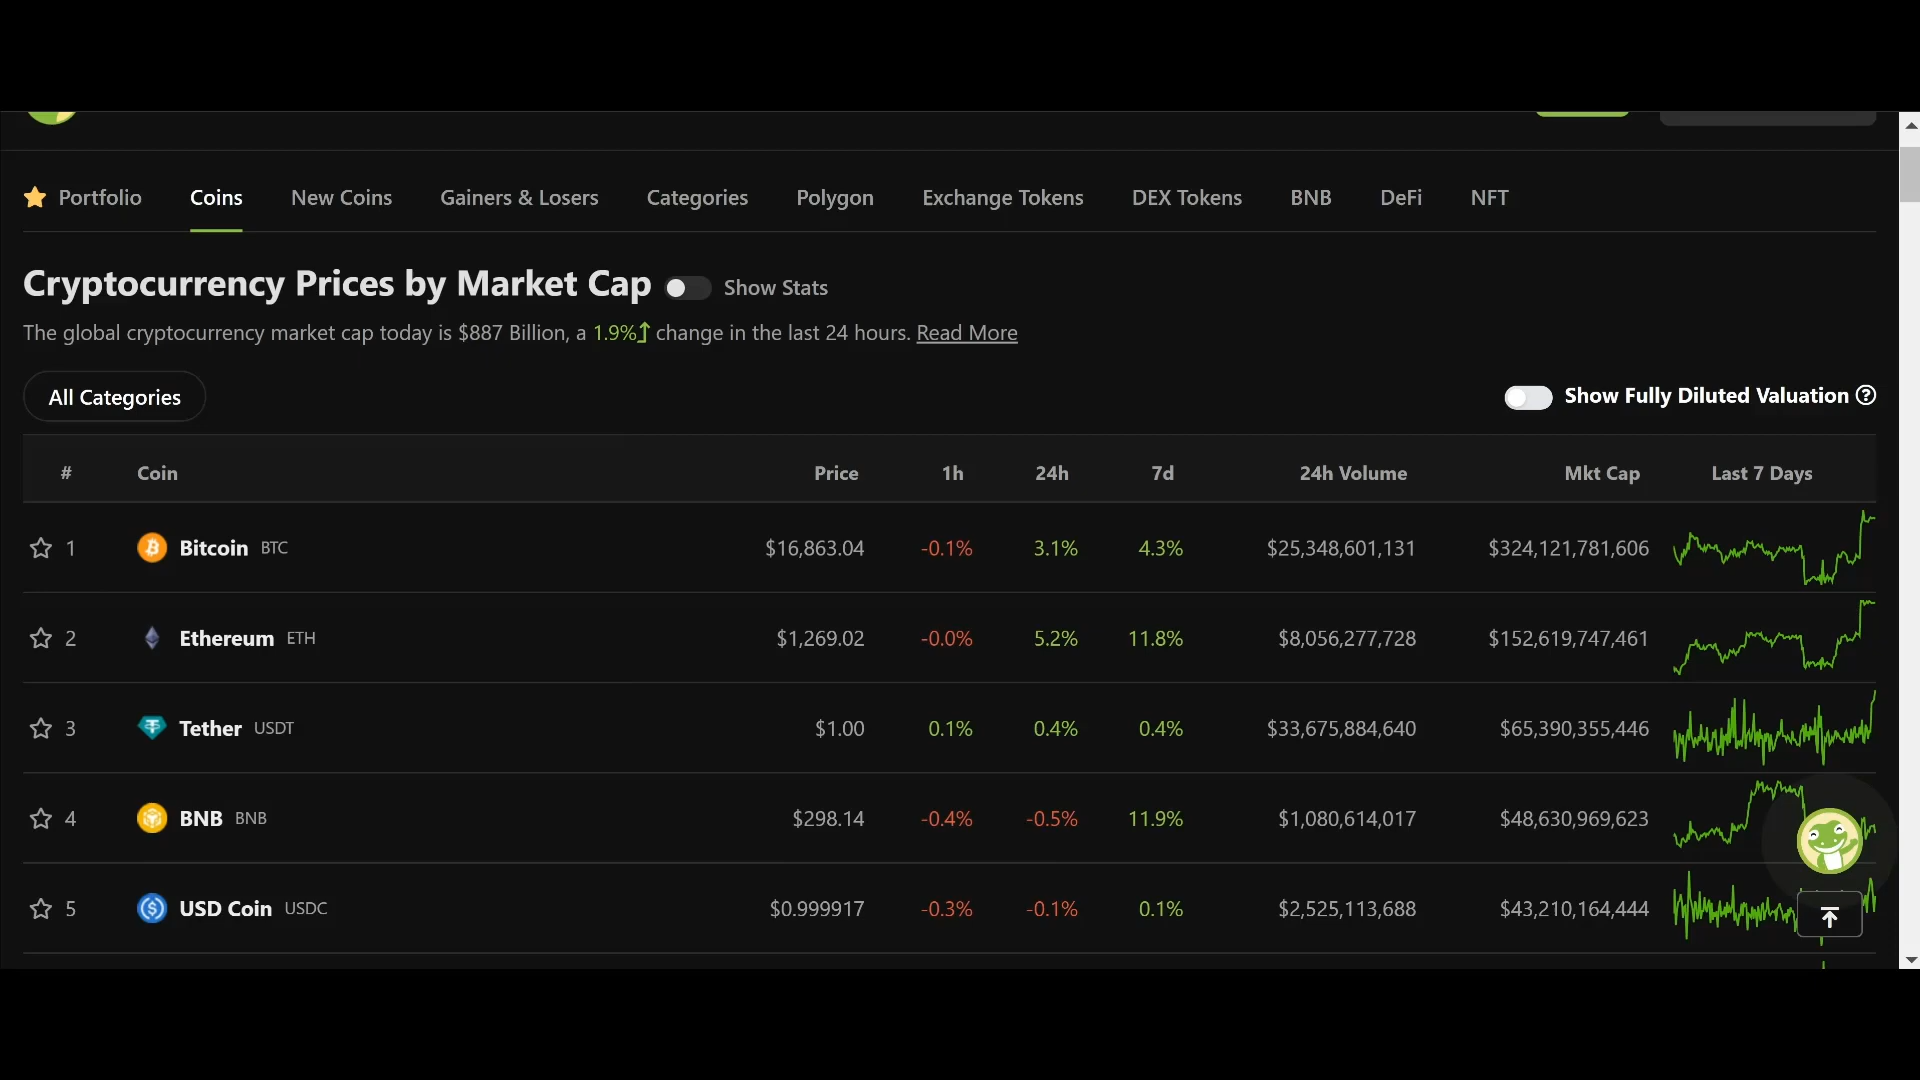 Portfolio Coins New Coins Gainers & Losers Categories Polygon Exchange Tokens DEX Tokens BNB DeFi NFT
Cryptocurrency Prices by Market Cap Show Stats
The global cryptocurrency market cap today is $887 Billion, a 1.9% change in the last 24 hours. Read More
All Categories Show Fully Diluted Valuation ?
# Coin Price 1h 24h 7d 24h Volume Mkt Cap Last 7 Days
1 Bitcoin BTC $16,863.04 -0.1% 3.1% 4.3% $25,348,601,131 $324,121,781,606
2 Ethereum ETH $1,269.02 -0.0% 5.2% 11.8% $8,056,277,728 $152,619,747,461
3 Tether USDT $1.00 0.1% 0.4% 0.4% $33,675,884,640 $65,390,355,446
4 BNB BNB $298.14 -0.4% -0.5% 11.9% $1,080,614,017 $48,630,969,623
5 USD Coin USDC $0.999917 -0.3% -0.1% 0.1% $2,525,113,688 $43,210,164,444